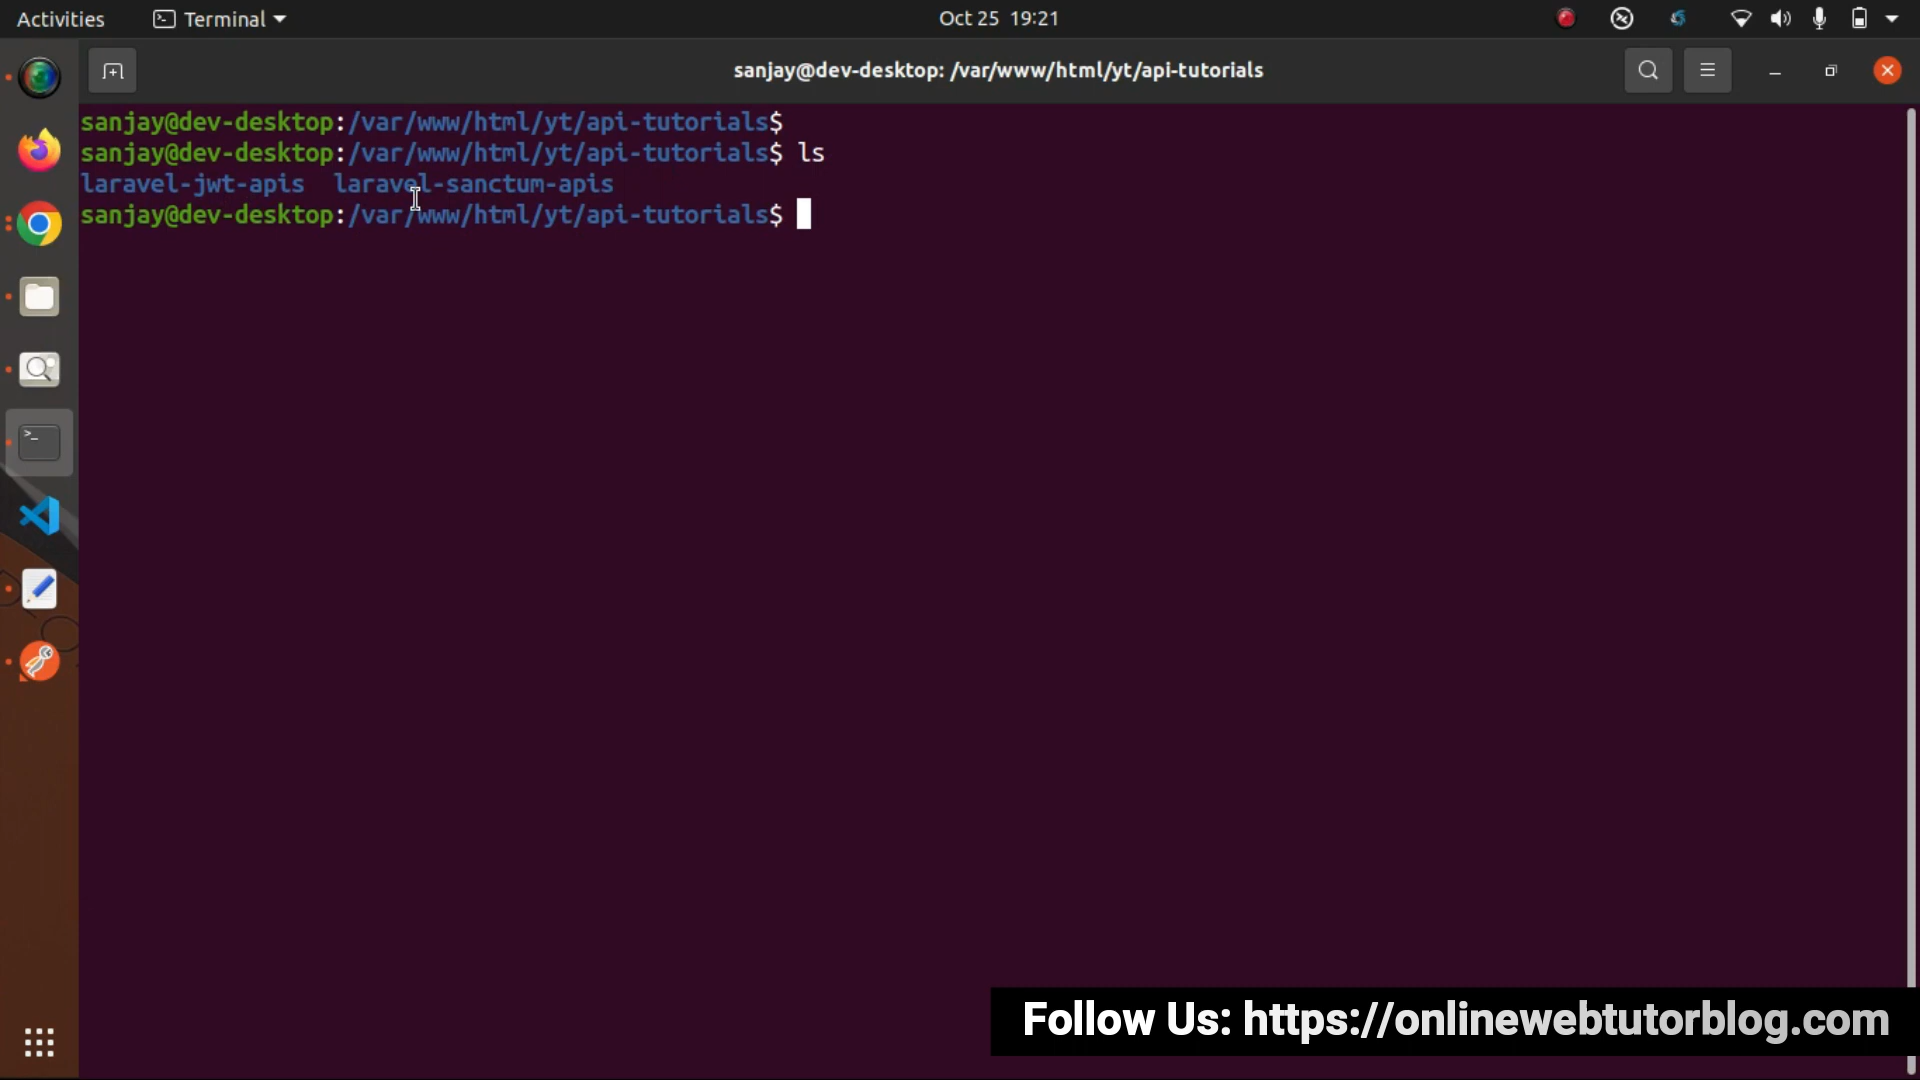 Activities Terminal Oct 25 19:21
sanjay@dev-desktop: /var/www/html/yt/api-tutorials
sanjay@dev-desktop:/var/www/html/yt/api-tutorials$
sanjay@dev-desktop:/var/www/html/yt/api-tutorials$ ls
laravel-jwt-apis laravel-sanctum-apis
sanjay@dev-desktop:/var/www/html/yt/api-tutorials$
Follow Us: https://onlinewebtutorblog.com